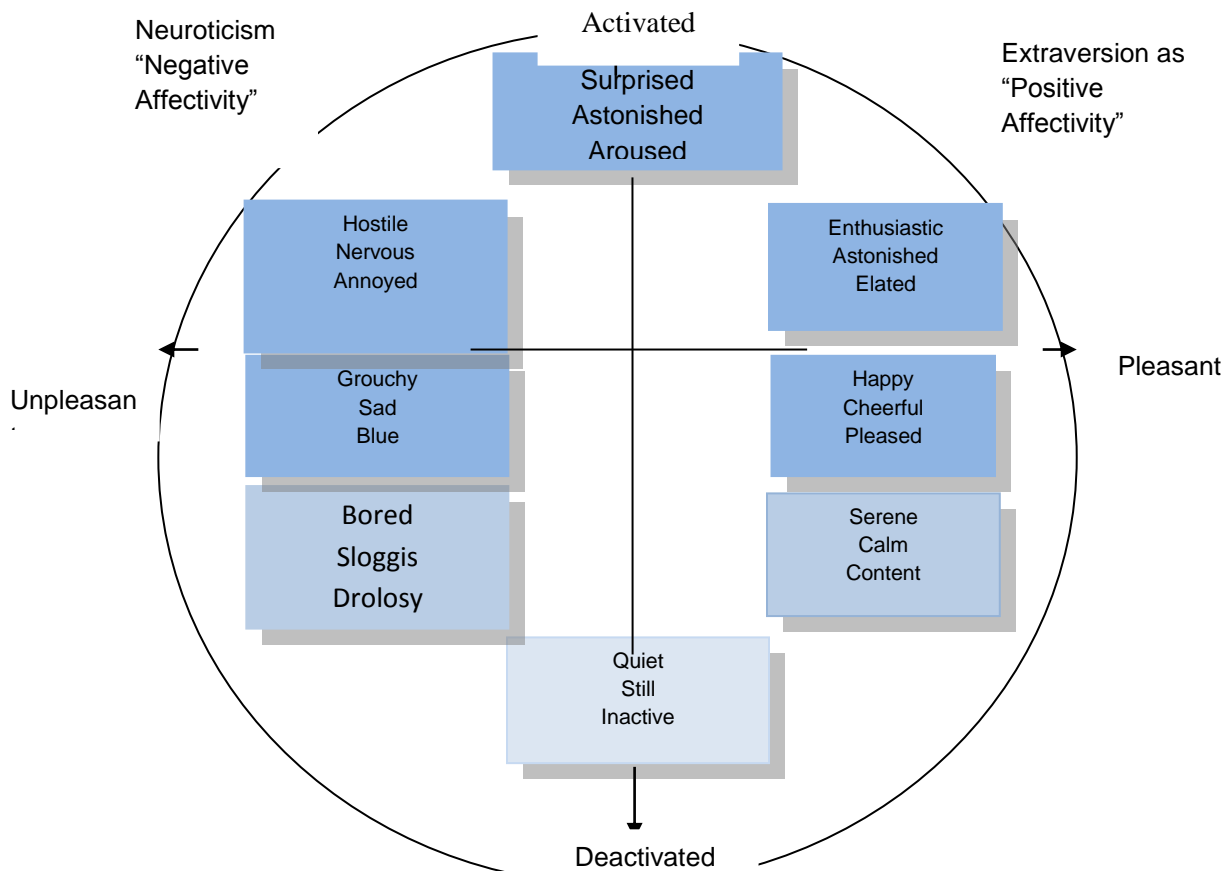 Neuroticism
“Negative
Affectivity”
Activated
Extraversion as
“Positive
Affectivity”
Surprised
Astonished
Aroused
Hostile
Nervous
Annoyed
Enthusiastic
Astonished
Elated
Unpleasan
Pleasant
Grouchy
Sad
Blue
Happy
Cheerful
Pleased
Bored
Sloggis
Drolosy
Serene
Calm
Content
Quiet
Still
Inactive
Deactivated